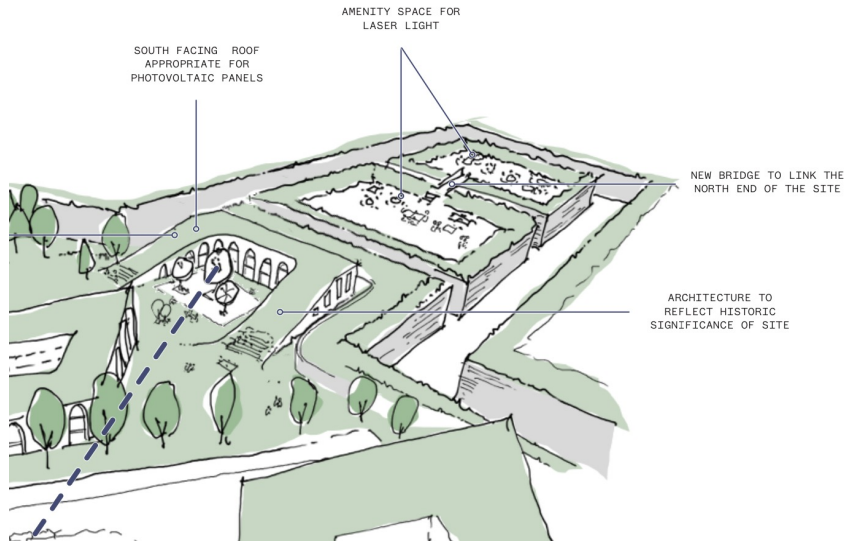 AMENITY SPACE FOR
LASER LIGHT
SOUTH FACING ROOF
APPROPRIATE FOR
PHOTOVOLTAIC PANELS
NEW BRIDGE TO LINK THE
NORTH END OF THE SITE
ARCHITECTURE TO
REFLECT HISTORIC
SIGNIFICANCE OF SITE